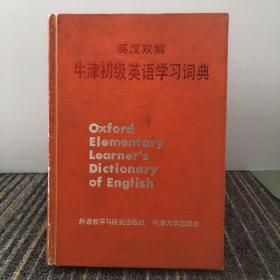 英汉双解
牛津初级英语学习词典
Oxford
Elementary
Learner's
Dictionary
of English
外语教学与研究出版社·牛津大学出版社